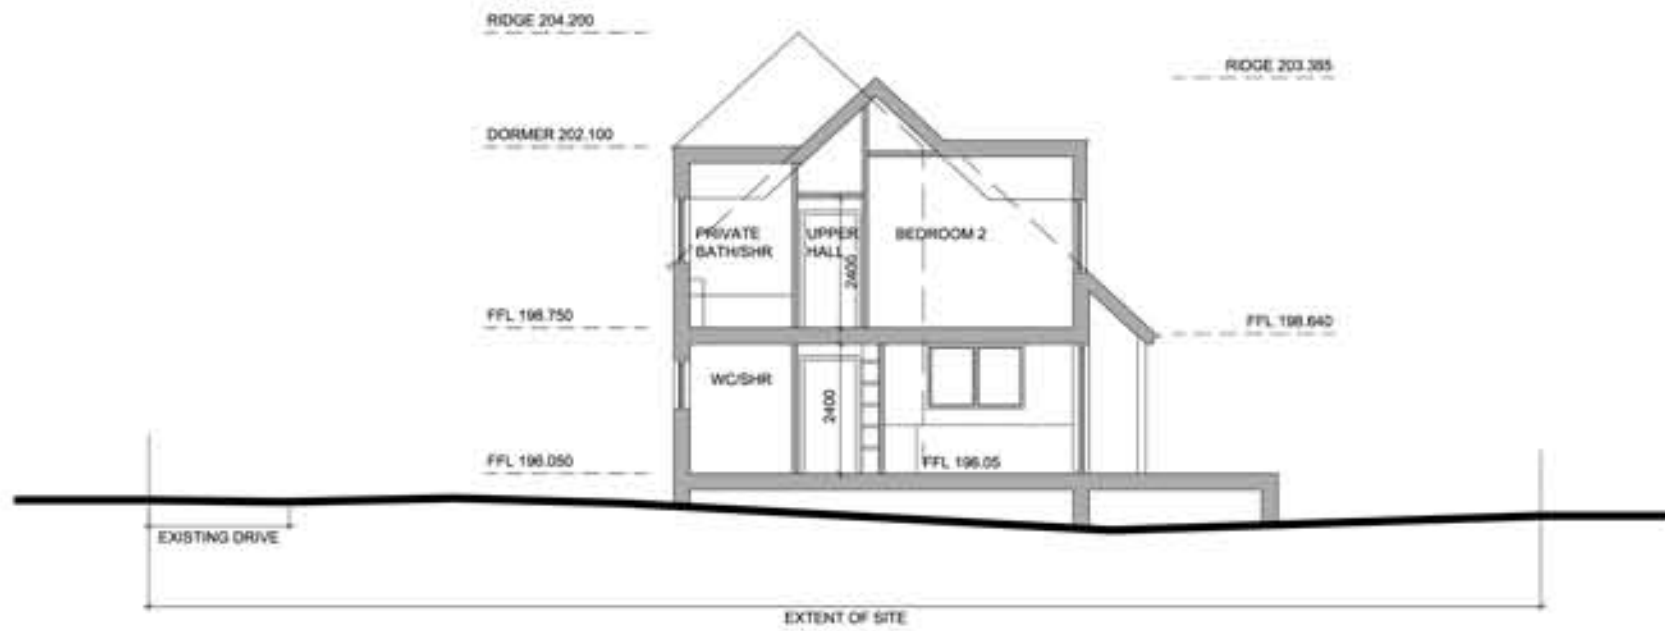 RIDGE 204.200
RIDGE 203.385
DORMER 202.100
PRIVATE
BATH/SHR
UPPER
HALL
BEDROOM 2
2400
FFL 198.750
FFL 198.640
WC/SHR
2400
FFL 196.050
FFL 196.05
EXISTING DRIVE
EXTENT OF SITE